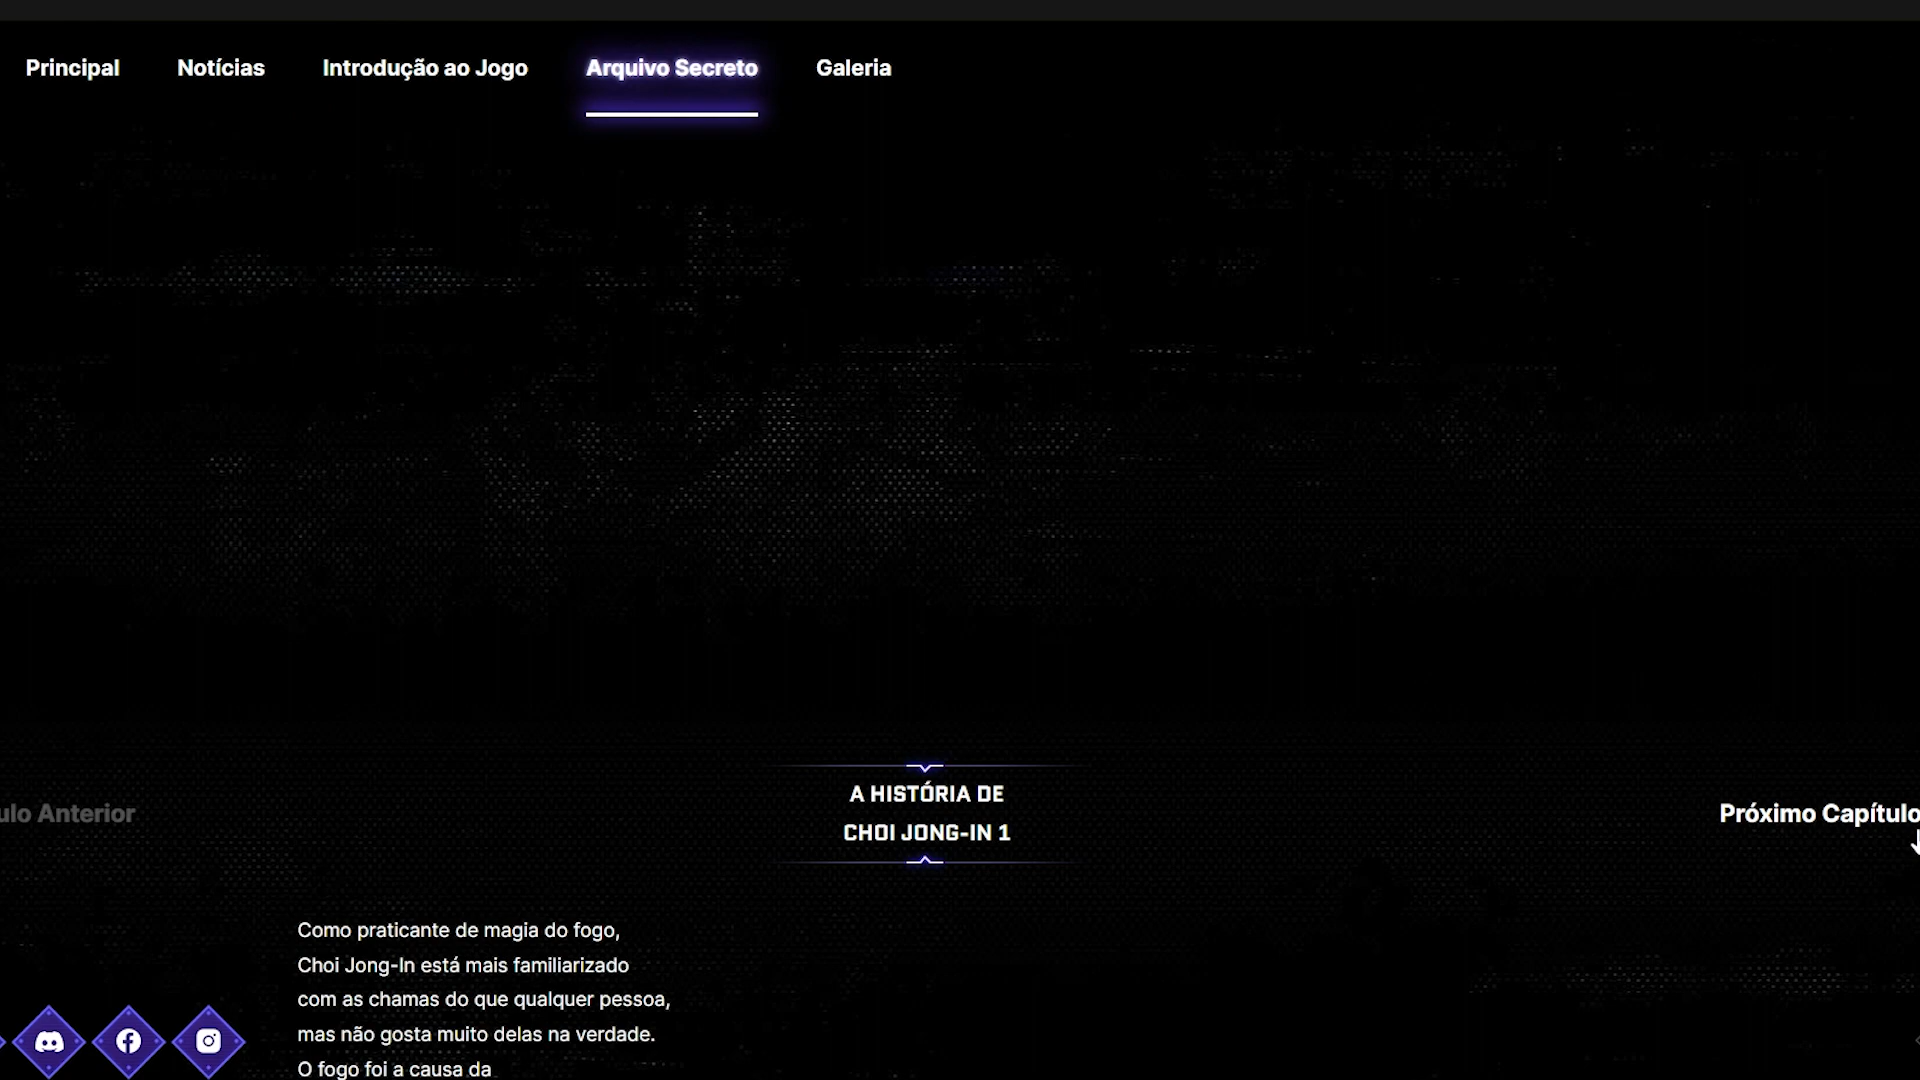 Principal Notícias Introdução ao Jogo Arquivo Secreto Galeria
A HISTÓRIA DE
CHOI JONG-IN 1
ulo Anterior
Próximo Capítulo
Como praticante de magia do fogo,
Choi Jong-In está mais familiarizado
com as chamas do que qualquer pessoa,
mas não gosta muito delas na verdade.
O fogo foi a causa da